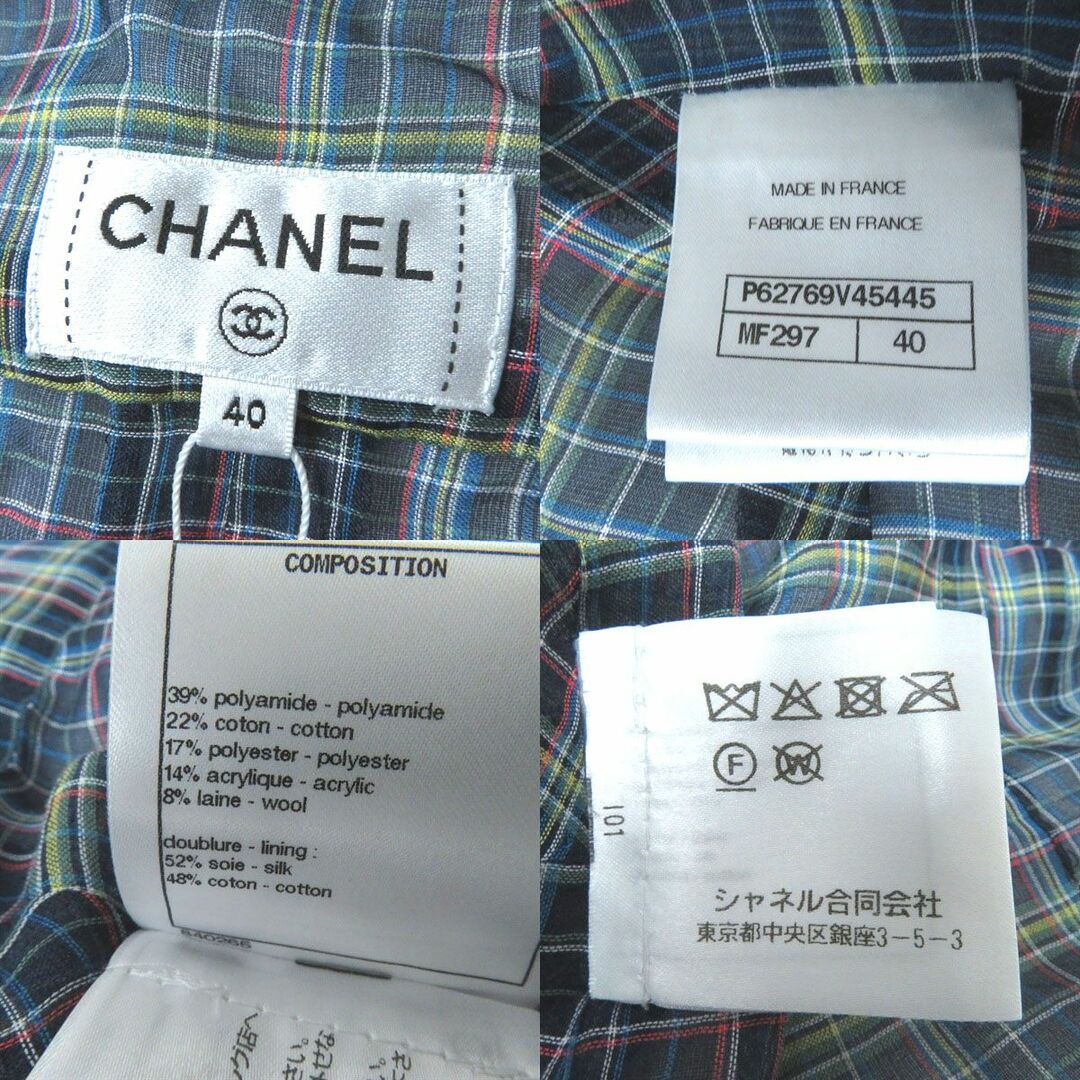 CHANEL
40
MADE IN FRANCE
FABRIQUE EN FRANCE
P62769V45445
MF297 40
COMPOSITION
39% polyamide - polyamide
22% coton - cotton
17% polyester - polyester
14% acrylique - acrylic
8% laine - wool
doublure - lining :
52% soie - silk
48% coton - cotton
F
W
101
シャネル合同会社
東京都中央区銀座3-5-3